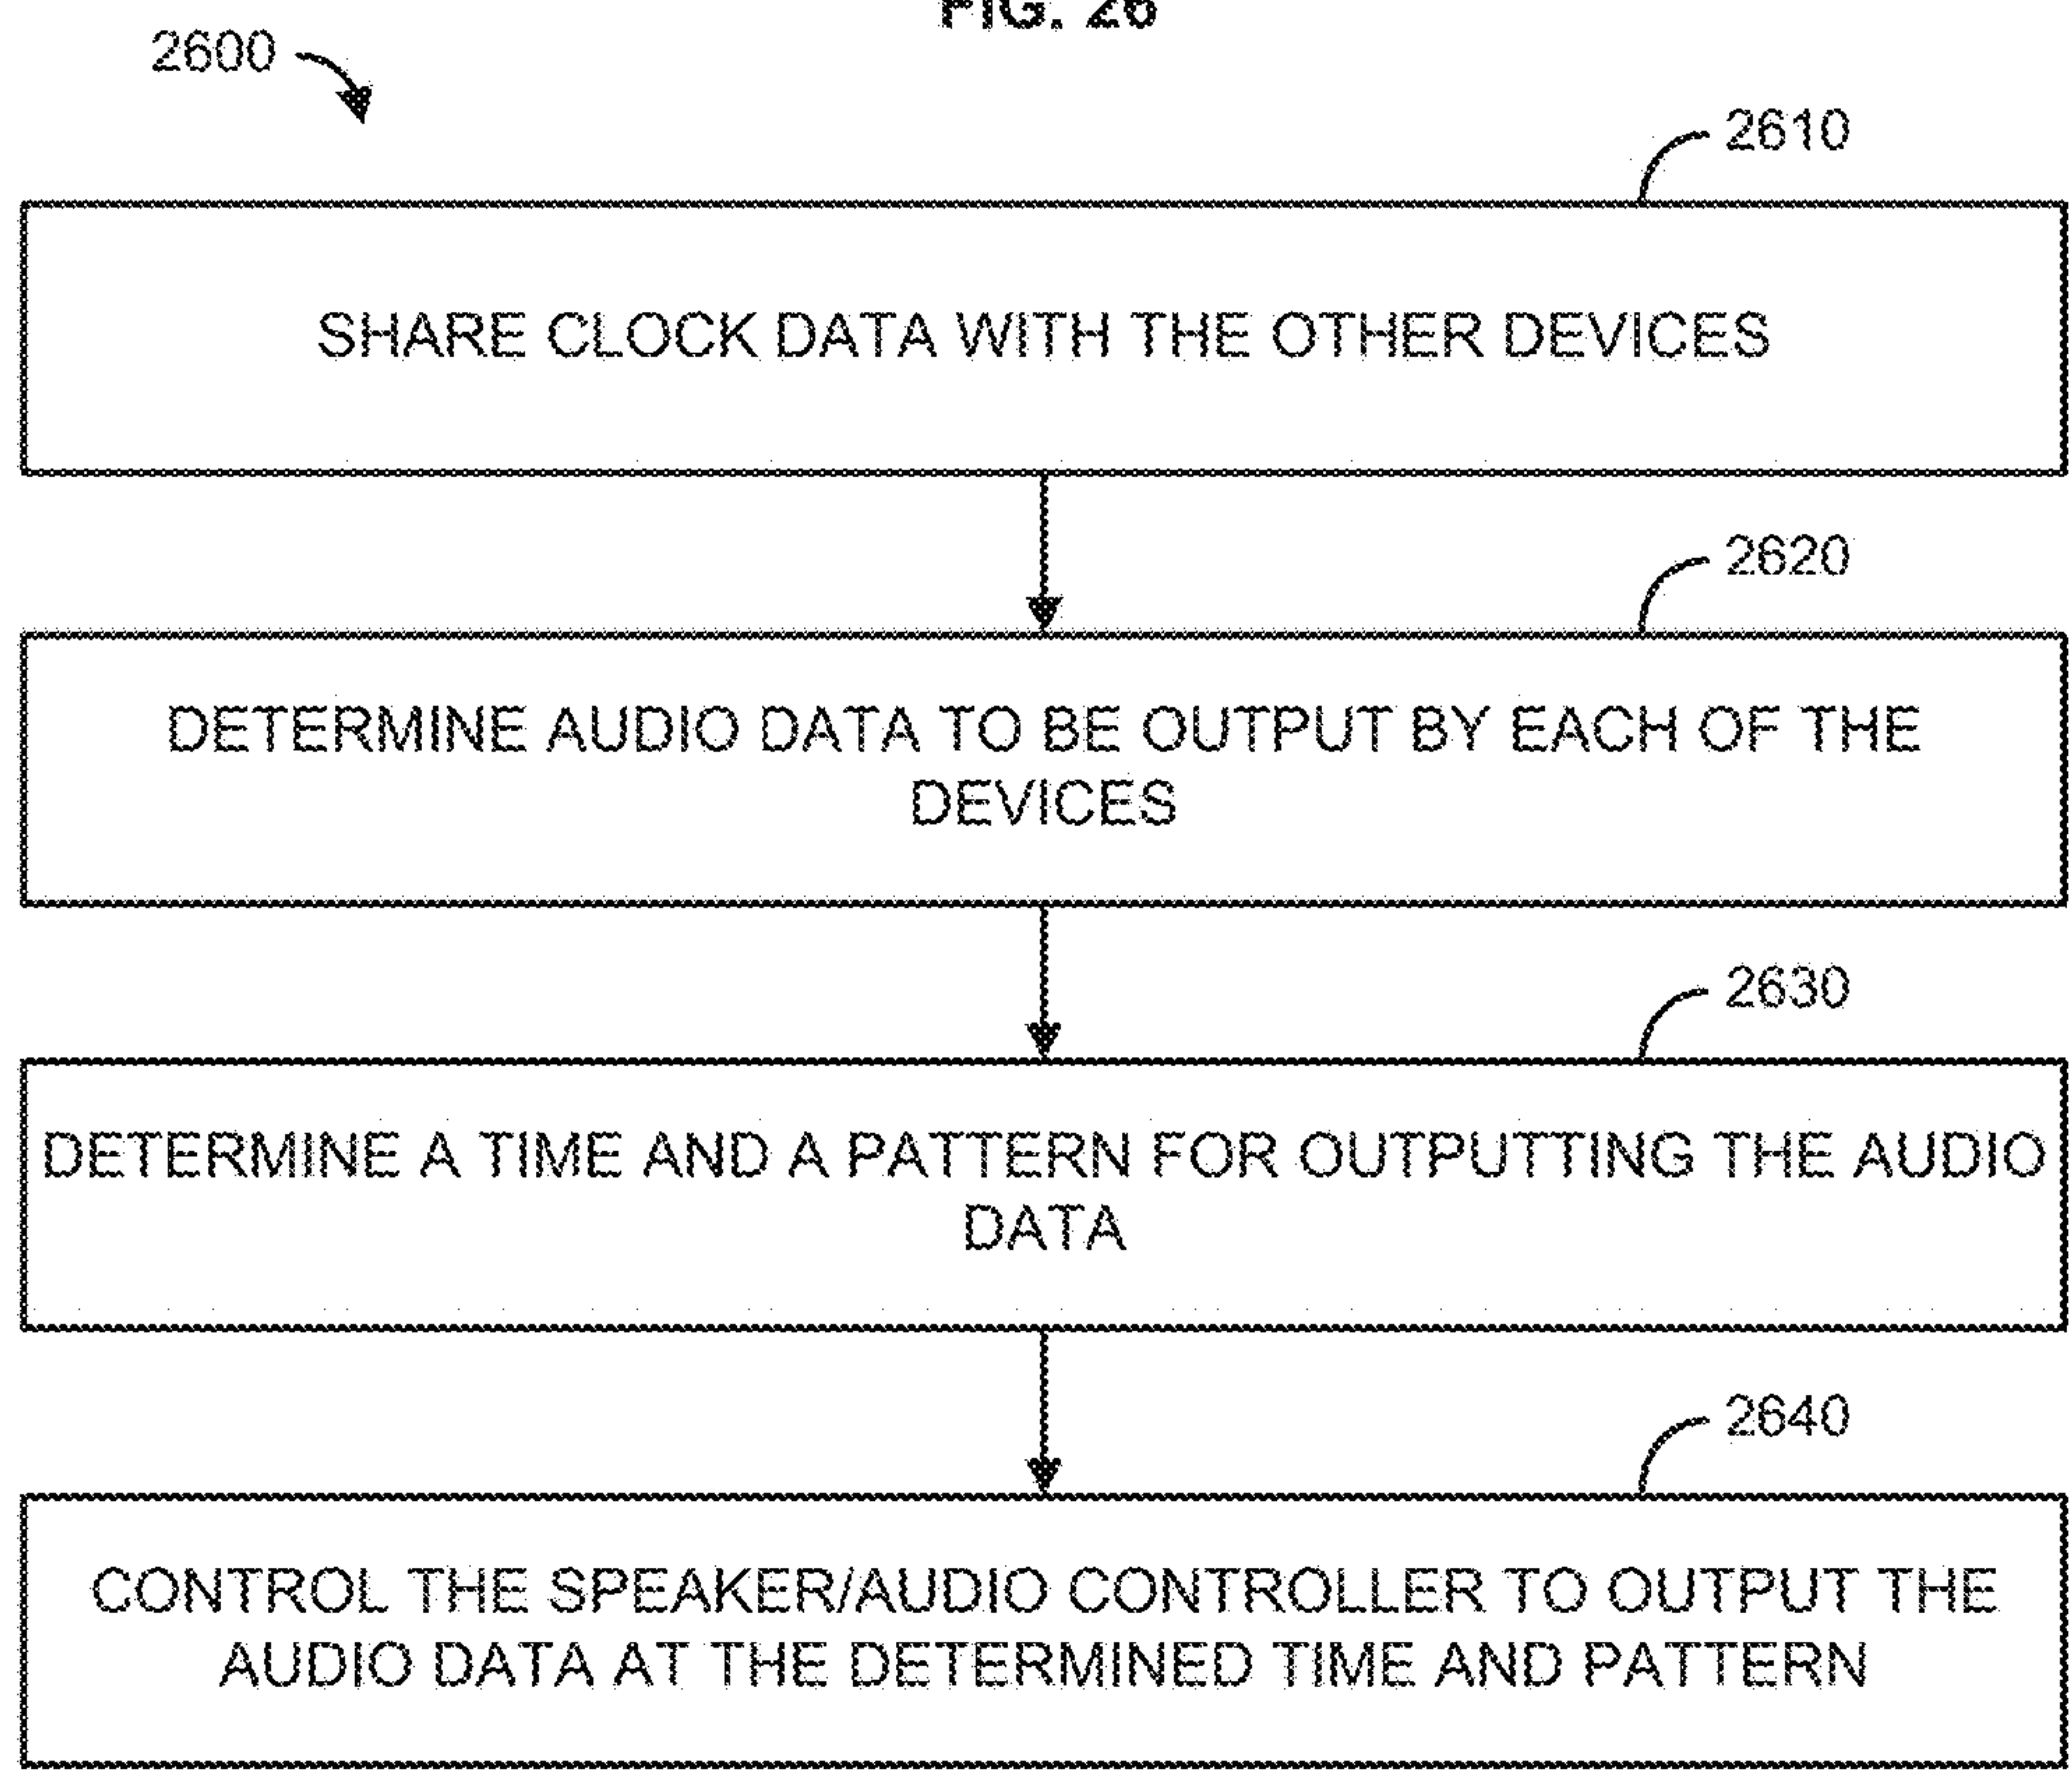 FIG. 26
2600
2610
SHARE CLOCK DATA WITH THE OTHER DEVICES
2620
DETERMINE AUDIO DATA TO BE OUTPUT BY EACH OF THE
DEVICES
2630
DETERMINE A TIME AND A PATTERN FOR OUTPUTTING THE AUDIO
DATA
2640
CONTROL THE SPEAKER/AUDIO CONTROLLER TO OUTPUT THE
AUDIO DATA AT THE DETERMINED TIME AND PATTERN